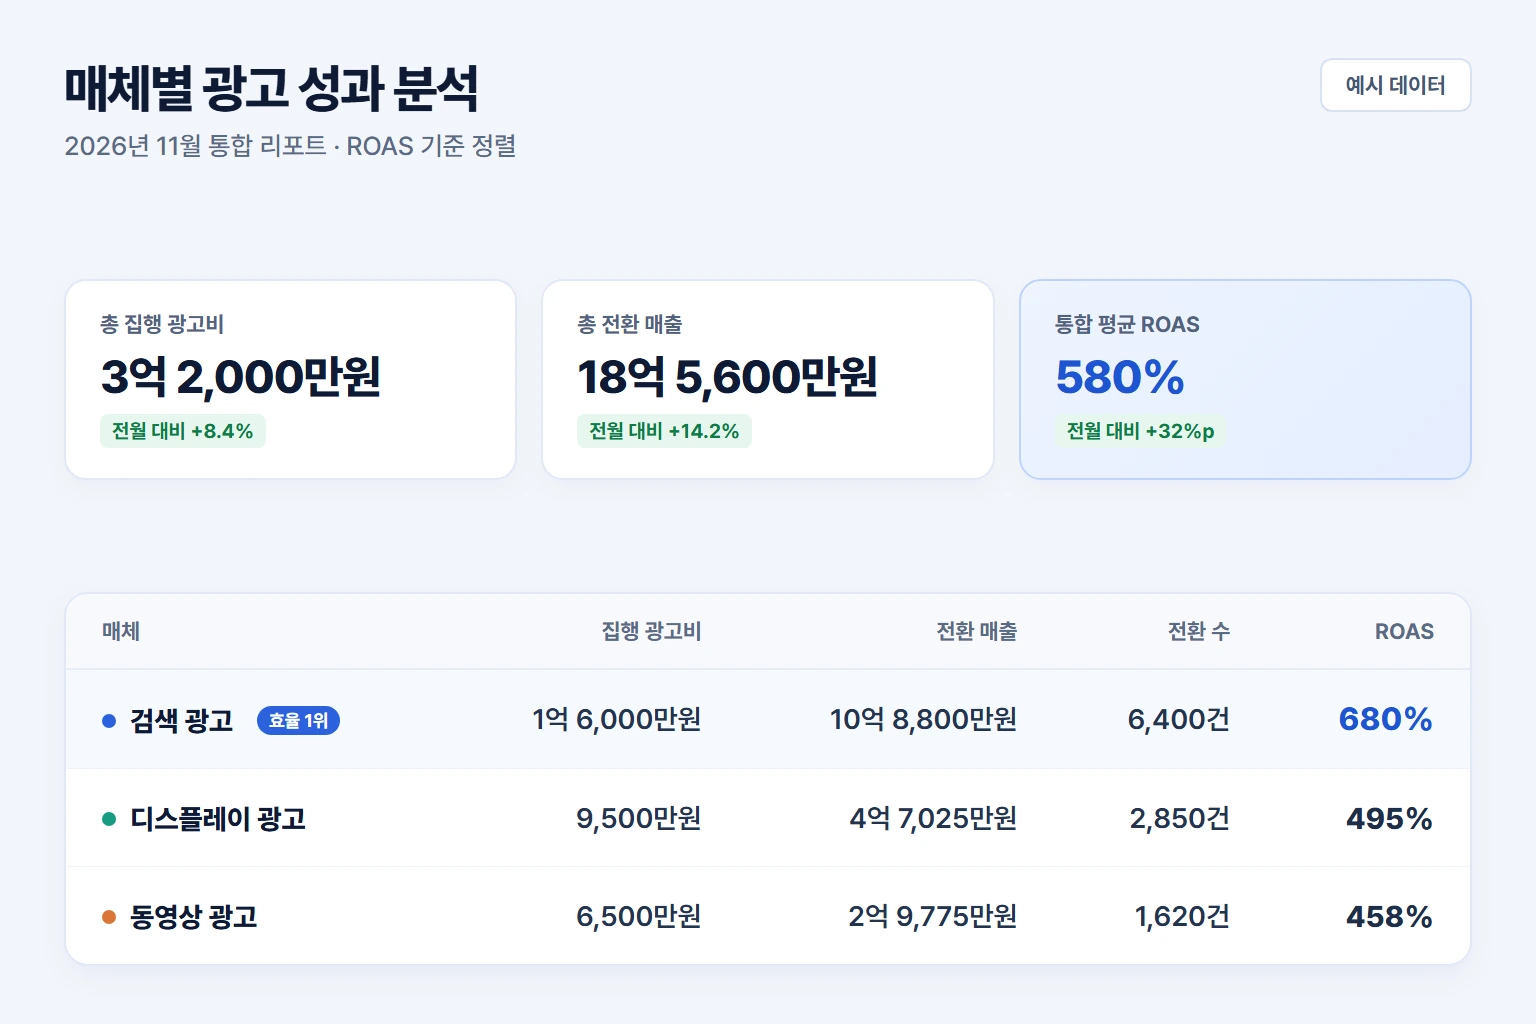 매체별 광고 성과 분석
예시 데이터
2026년 11월 통합 리포트 · ROAS 기준 정렬
총 집행 광고비
3억 2,000만원
전월 대비 +8.4%
총 전환 매출
18억 5,600만원
전월 대비 +14.2%
통합 평균 ROAS
580%
전월 대비 +32%p
매체 집행 광고비 전환 매출 전환 수 ROAS
검색 광고 효율 1위 1억 6,000만원 10억 8,800만원 6,400건 680%
디스플레이 광고 9,500만원 4억 7,025만원 2,850건 495%
동영상 광고 6,500만원 2억 9,775만원 1,620건 458%